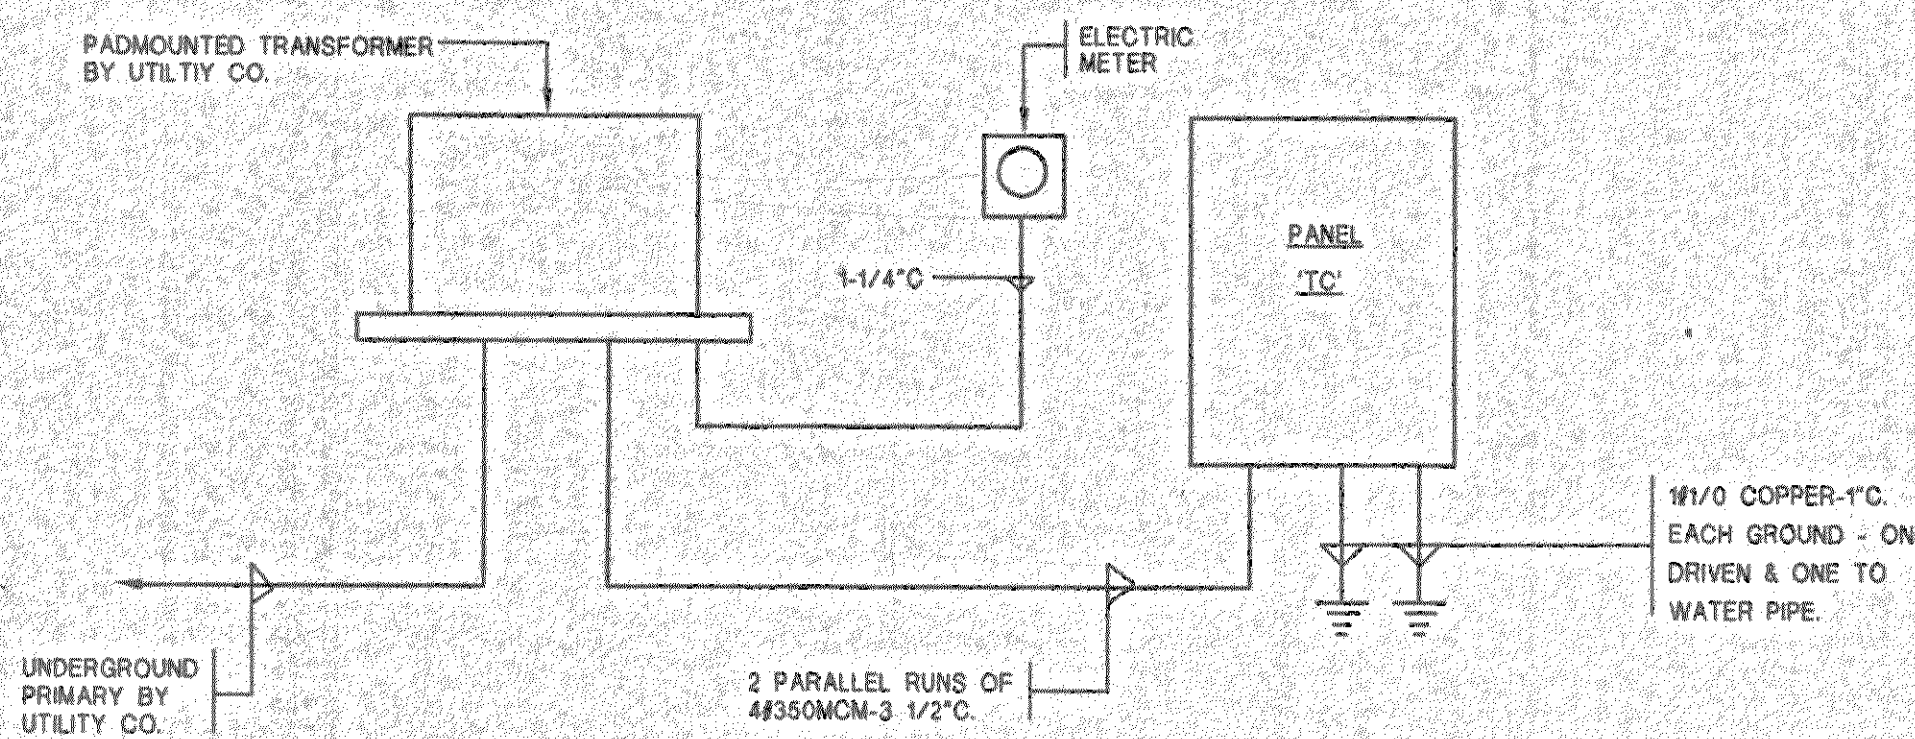 PADMOUNTED TRANSFORMER
BY UTILTIY CO.
ELECTRIC
METER
1-1/4"C
PANEL
'TC'
1#1/0 COPPER-1"C.
EACH GROUND - ON
DRIVEN & ONE TO
WATER PIPE.
UNDERGROUND
PRIMARY BY
UTILITY CO.
2 PARALLEL RUNS OF
4#350MCM-3 1/2"C.